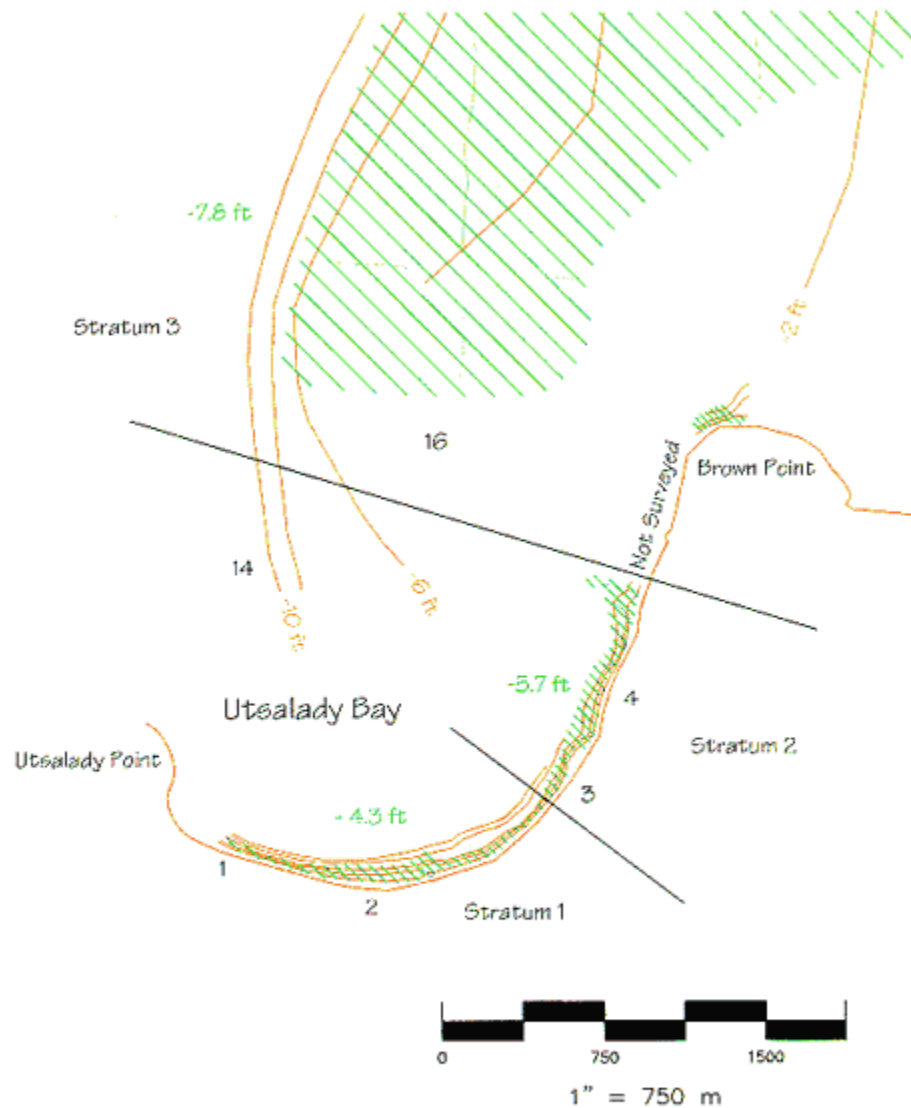 -7.8 ft
Stratum 3
-2 ft
16
Not Surveyed
Brown Point
14
-10 ft
-6 ft
-5.7 ft
4
Utsalady Bay
Stratum 2
Utsalady Point
3
- 4.3 ft
1
2
Stratum 1
0 750 1500
1" = 750 m